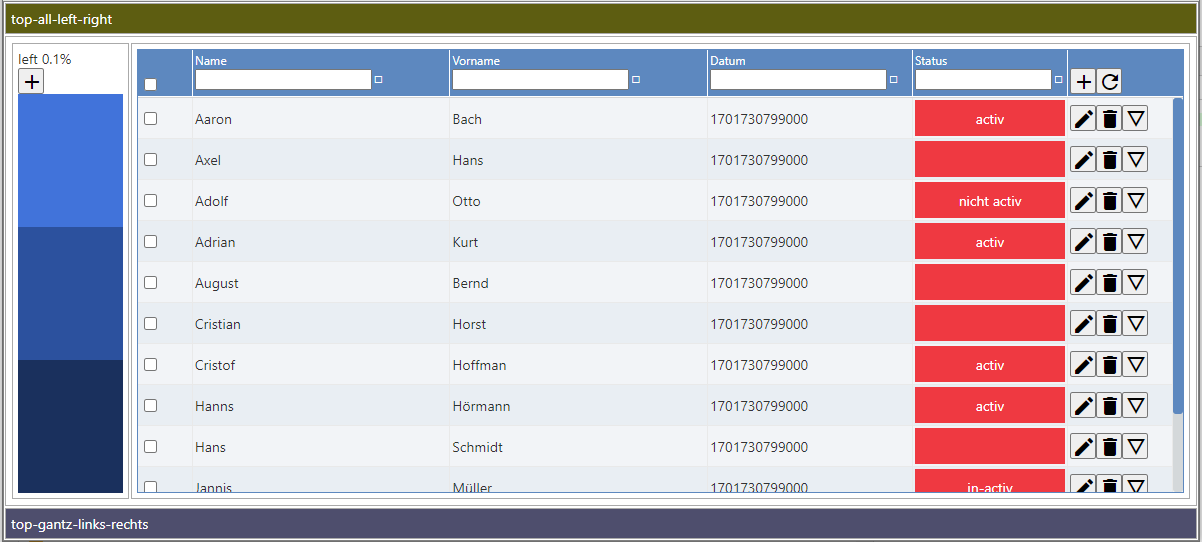 top-all-left-right
left 0.1%
Name Vorname Datum Status
Aaron Bach 1701730799000 activ
Axel Hans 1701730799000
Adolf Otto 1701730799000 nicht activ
Adrian Kurt 1701730799000 activ
August Bernd 1701730799000
Cristian Horst 1701730799000
Cristof Hoffman 1701730799000 activ
Hanns Hörmann 1701730799000 activ
Hans Schmidt 1701730799000
Jannis Müller 1701730799000 in-activ
top-gantz-links-rechts